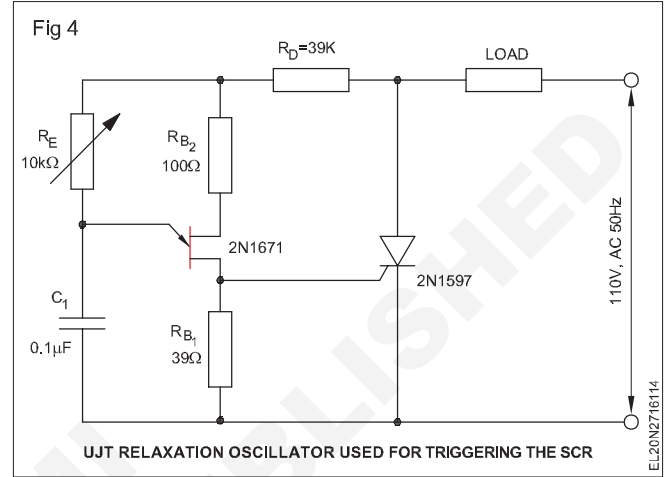 Fig 4
R_D=39K
LOAD
R_E
10kΩ
R_B2
100Ω
2N1671
2N1597
C_1
0.1µF
R_B1
39Ω
110V, AC 50Hz
UJT RELAXATION OSCILLATOR USED FOR TRIGGERING THE SCR
EL20N2716114